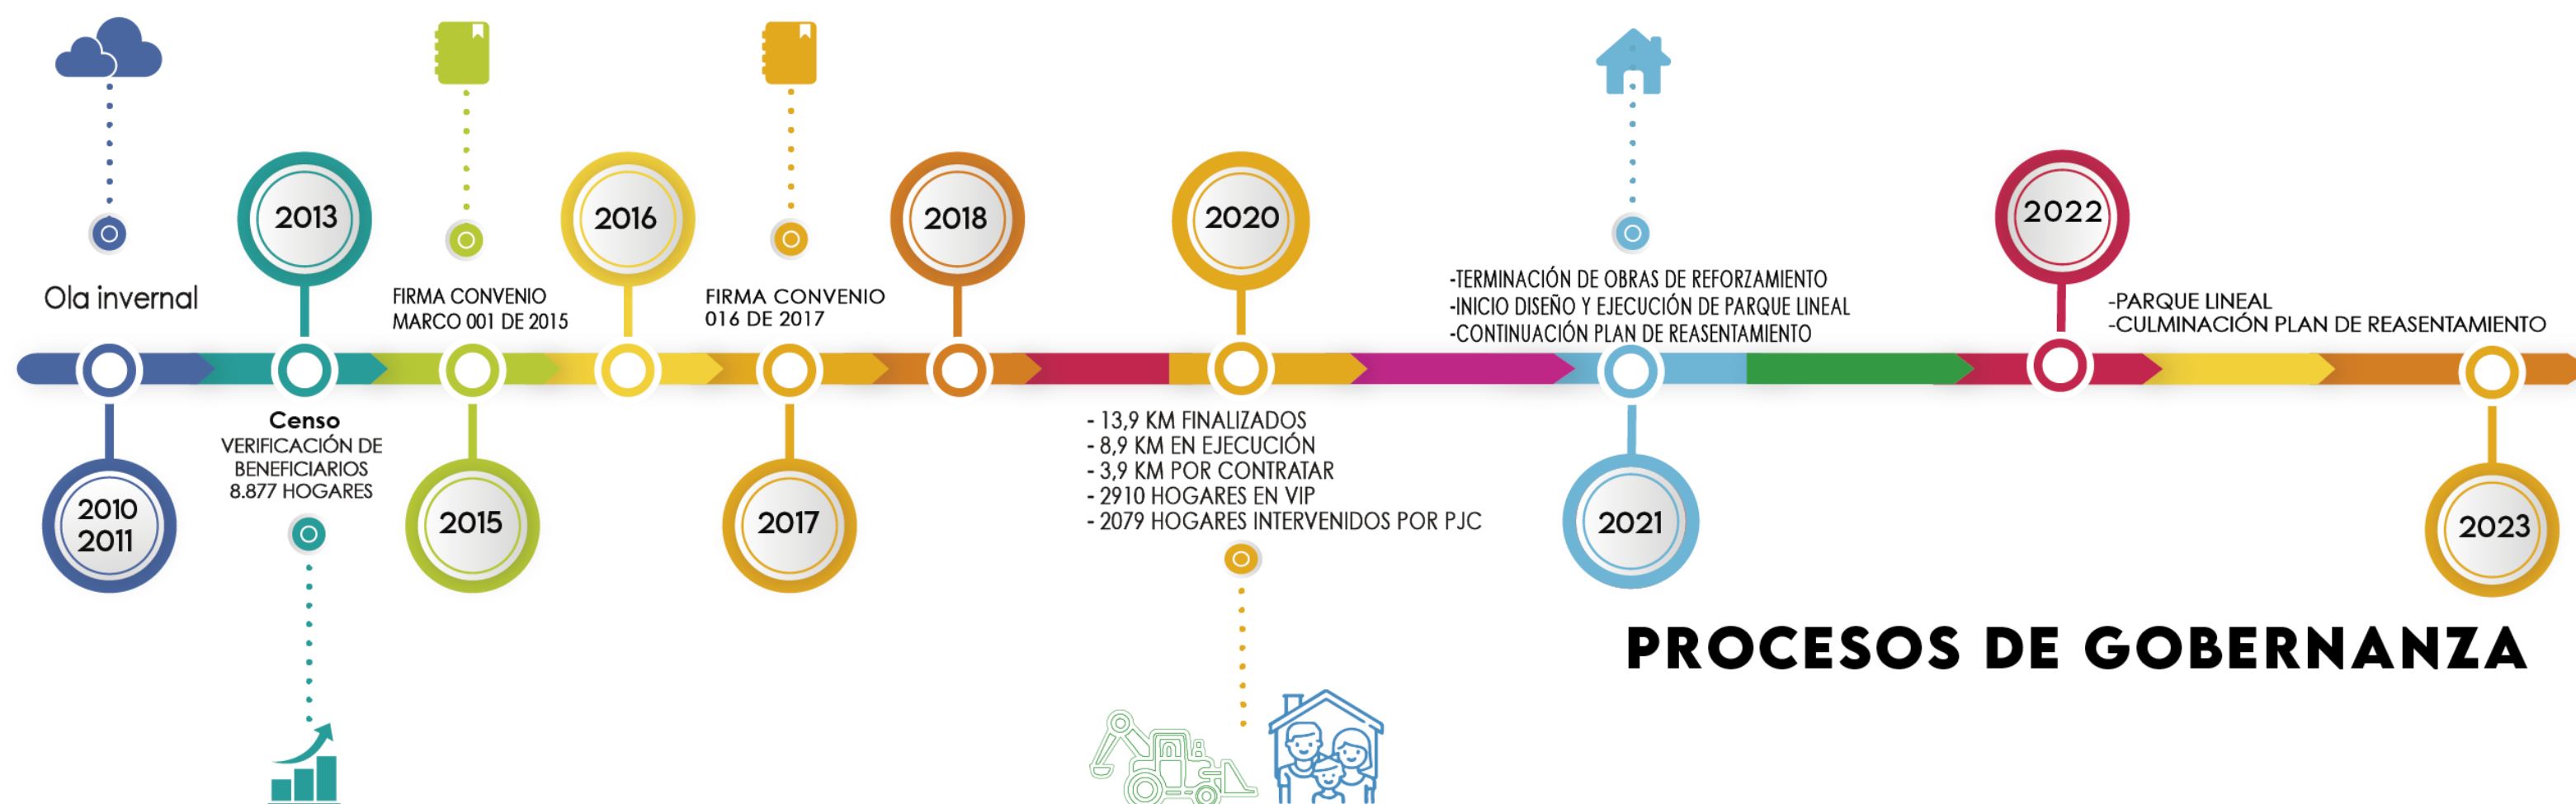 2010
2011
Ola invernal
2013
Censo
VERIFICACIÓN DE
BENEFICIARIOS
8.877 HOGARES
FIRMA CONVENIO
MARCO 001 DE 2015
2015
2016
FIRMA CONVENIO
016 DE 2017
2017
2018
2020
- 13,9 KM FINALIZADOS
- 8,9 KM EN EJECUCIÓN
- 3,9 KM POR CONTRATAR
- 2910 HOGARES EN VIP
- 2079 HOGARES INTERVENIDOS POR PJC
-TERMINACIÓN DE OBRAS DE REFORZAMIENTO
-INICIO DISEÑO Y EJECUCIÓN DE PARQUE LINEAL
-CONTINUACIÓN PLAN DE REASENTAMIENTO
2021
2022
-PARQUE LINEAL
-CULMINACIÓN PLAN DE REASENTAMIENTO
2023
PROCESOS DE GOBERNANZA